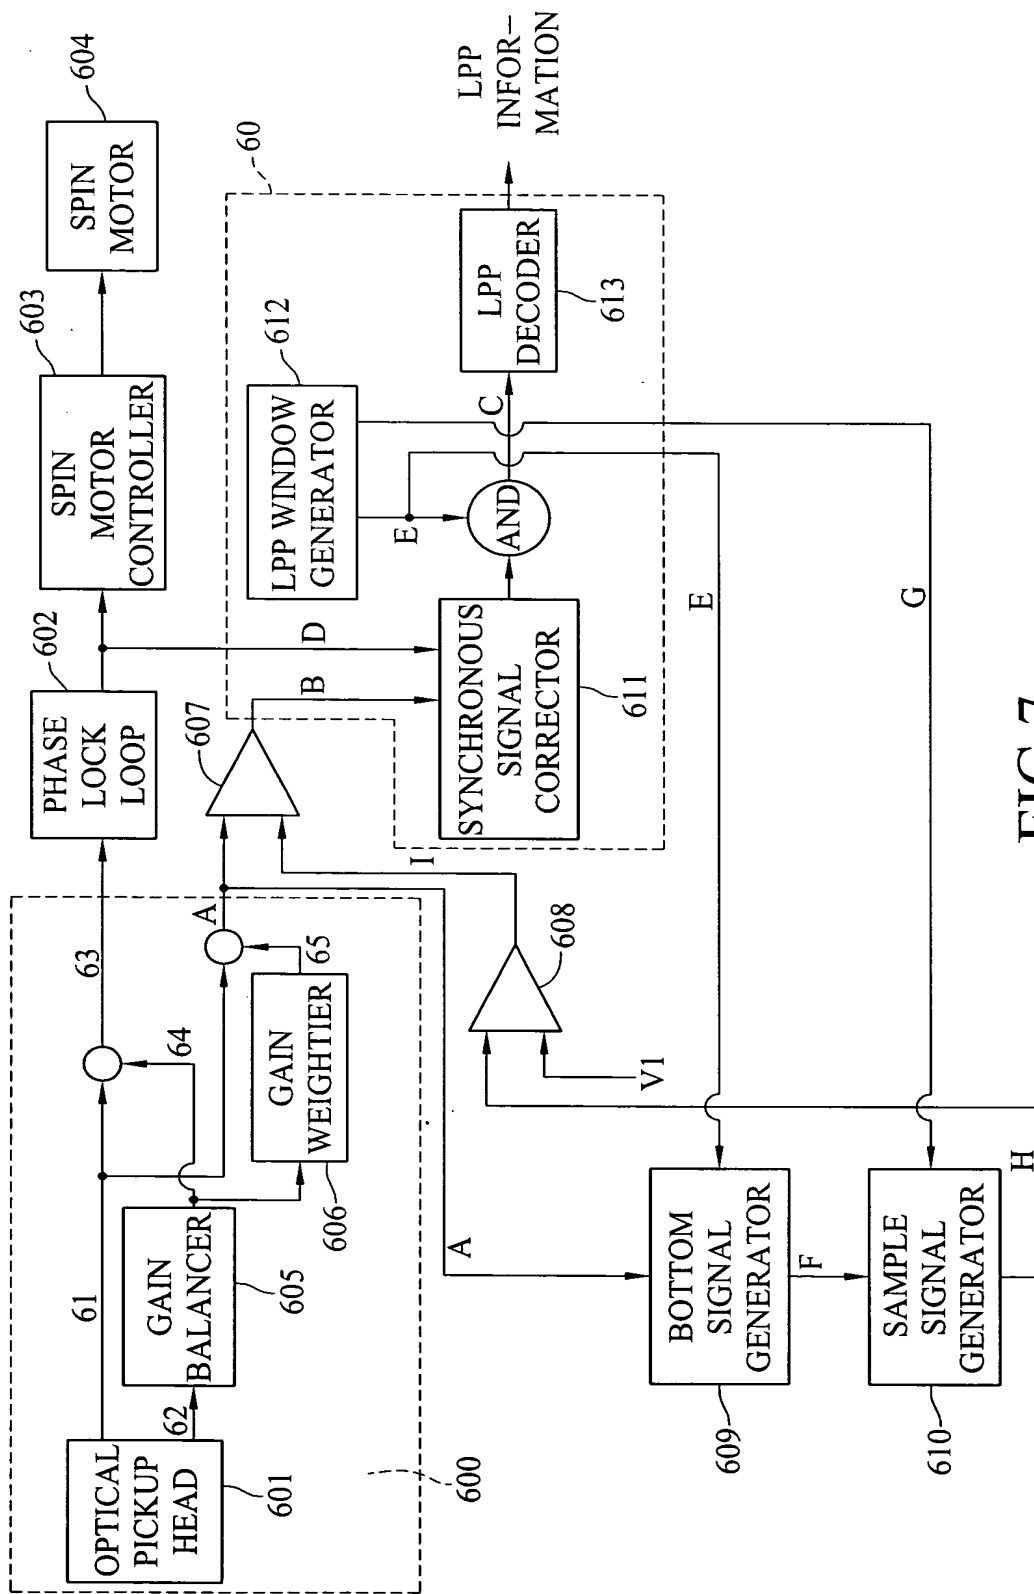 OPTICAL
PICKUP
HEAD
601
61
62
GAIN
BALANCER
605
64
63
GAIN
WEIGHTIER
606
65
A
600
PHASE
LOCK
LOOP
602
SPIN
MOTOR
CONTROLLER
603
SPIN
MOTOR
604
607
B
D
I
60
LPP WINDOW
GENERATOR
612
E
SYNCHRONOUS
SIGNAL
CORRECTOR
611
AND
C
LPP
DECODER
613
LPP
INFOR–
MATION
608
V1
A
E
G
BOTTOM
SIGNAL
GENERATOR
609
F
SAMPLE
SIGNAL
GENERATOR
610
H